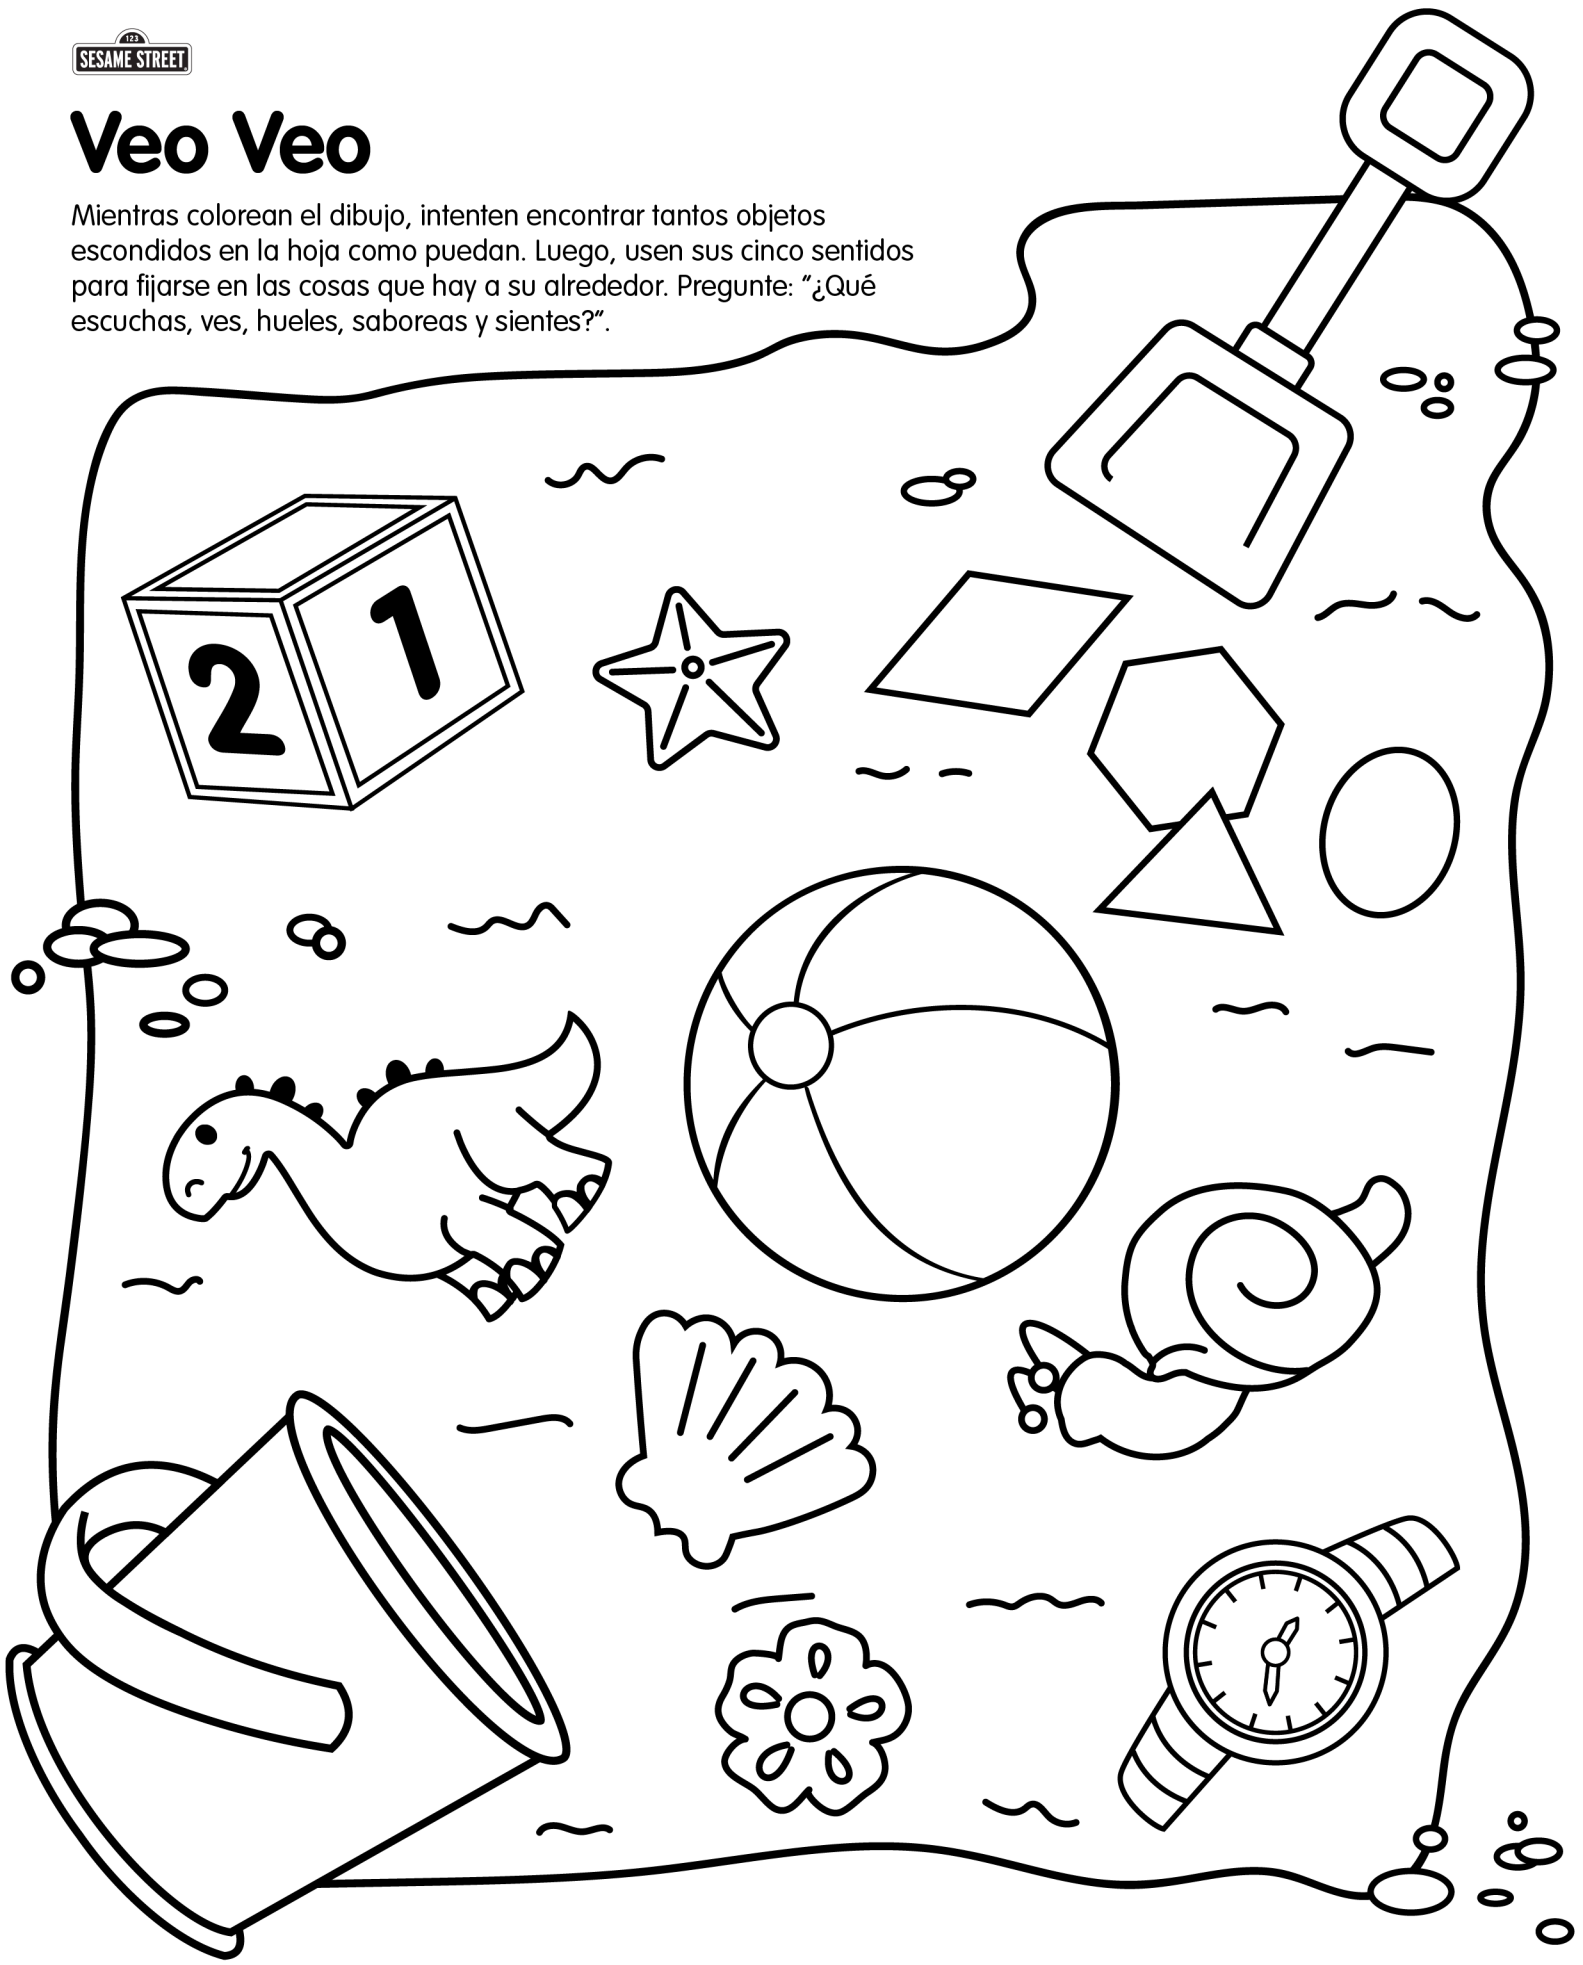 123
SESAME STREET
Veo Veo
Mientras colorean el dibujo, intenten encontrar tantos objetos
escondidos en la hoja como puedan. Luego, usen sus cinco sentidos
para fijarse en las cosas que hay a su alrededor. Pregunte: “¿Qué
escuchas, ves, hueles, saboreas y sientes?”.
1
2